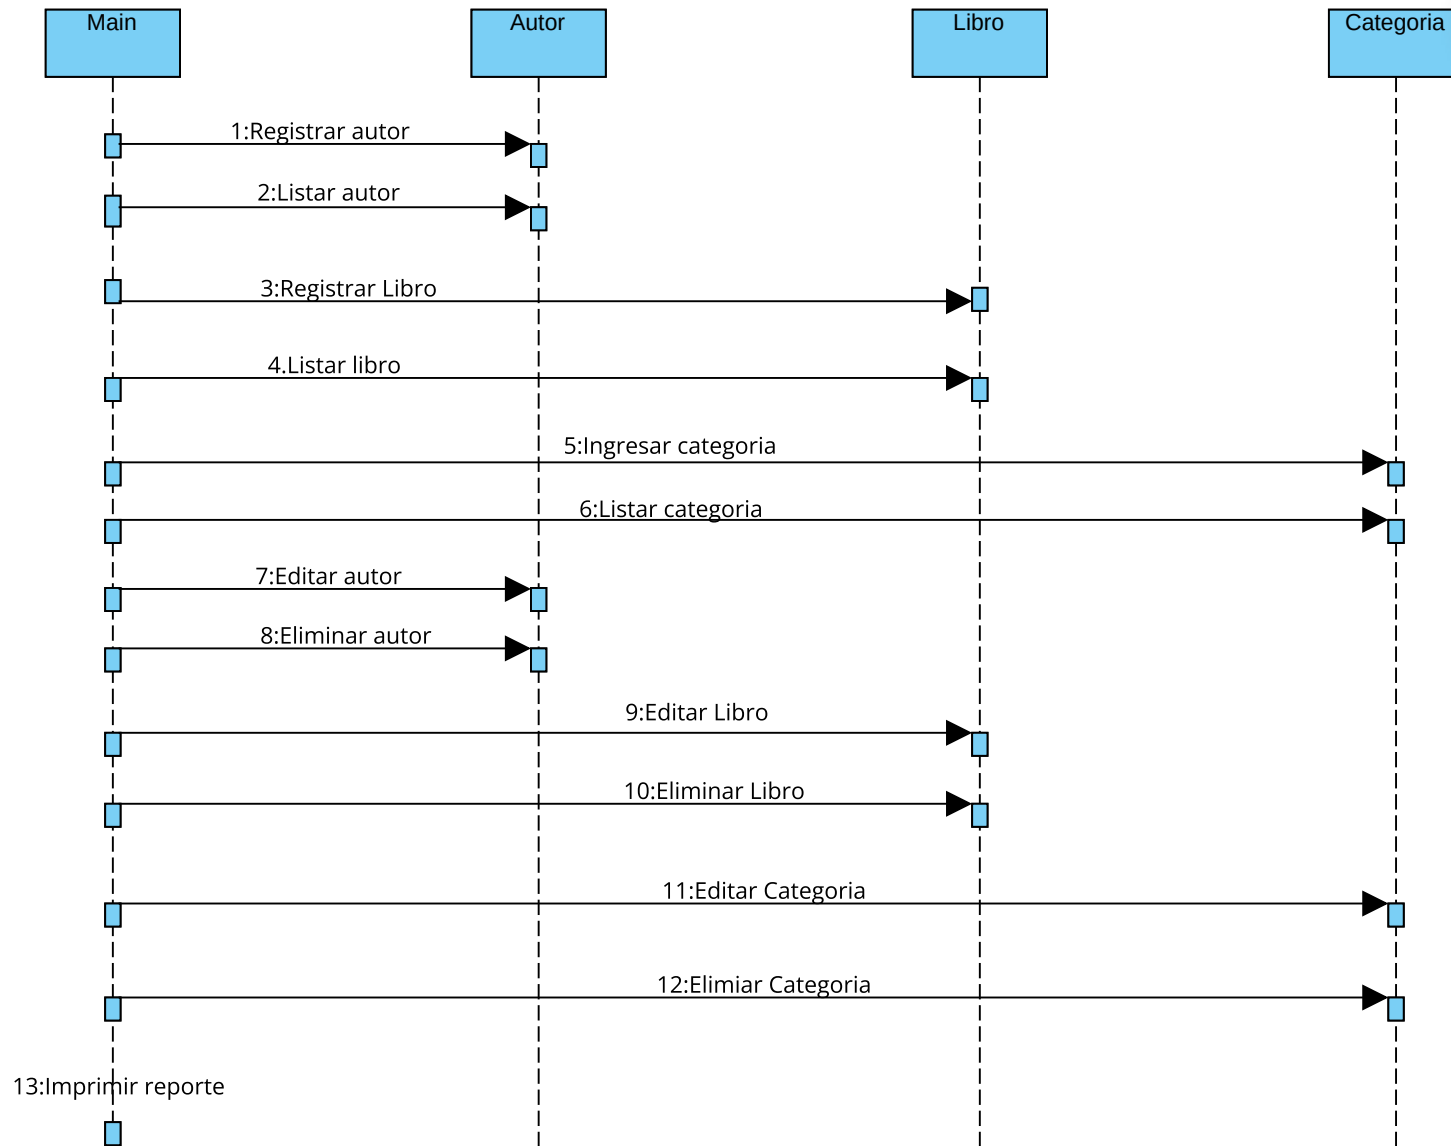 Main
Autor
Libro
Categoria
1:Registrar autor
2:Listar autor
3:Registrar Libro
4.Listar libro
5:Ingresar categoria
6:Listar categoria
7:Editar autor
8:Eliminar autor
9:Editar Libro
10:Eliminar Libro
11:Editar Categoria
12:Elimiar Categoria
13:Imprimir reporte